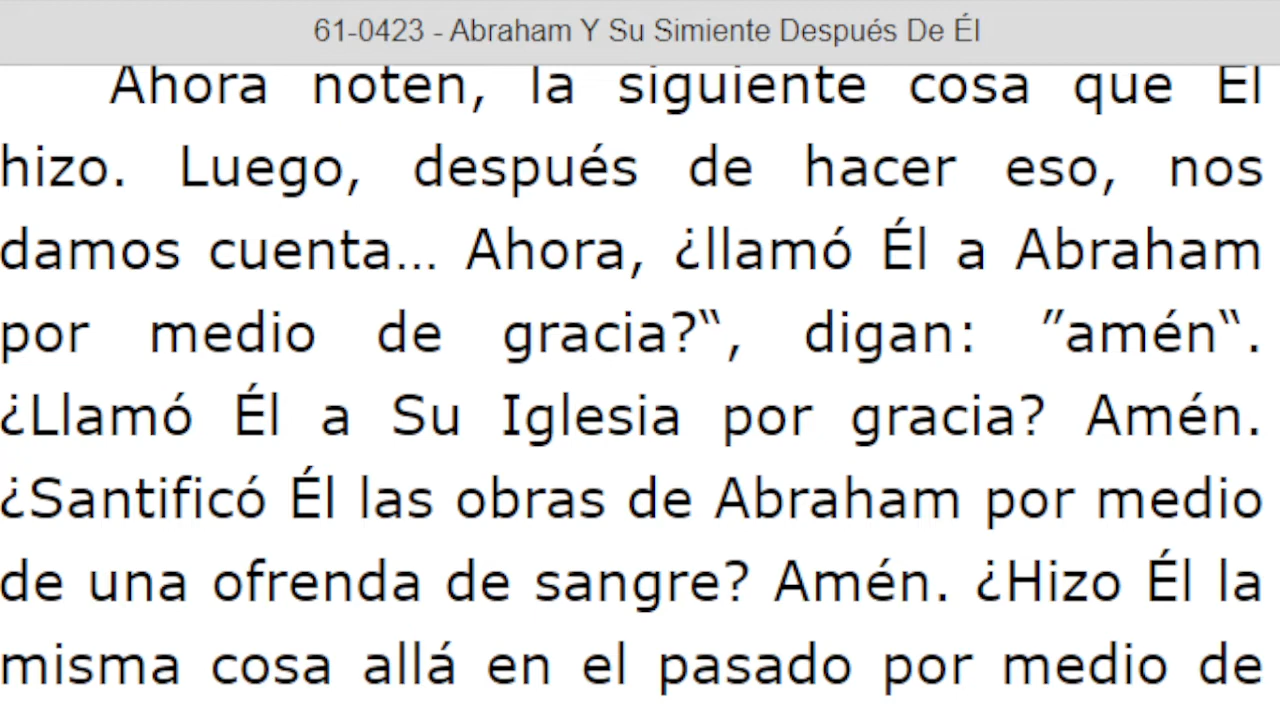 61-0423 - Abraham Y Su Simiente Después De Él
Ahora noten, la siguiente cosa que Él
hizo. Luego, después de hacer eso, nos
damos cuenta... Ahora, ¿llamó Él a Abraham
por medio de gracia?“, digan: ”amén“.
¿Llamó Él a Su Iglesia por gracia? Amén.
¿Santificó Él las obras de Abraham por medio
de una ofrenda de sangre? Amén. ¿Hizo Él la
misma cosa allá en el pasado por medio de